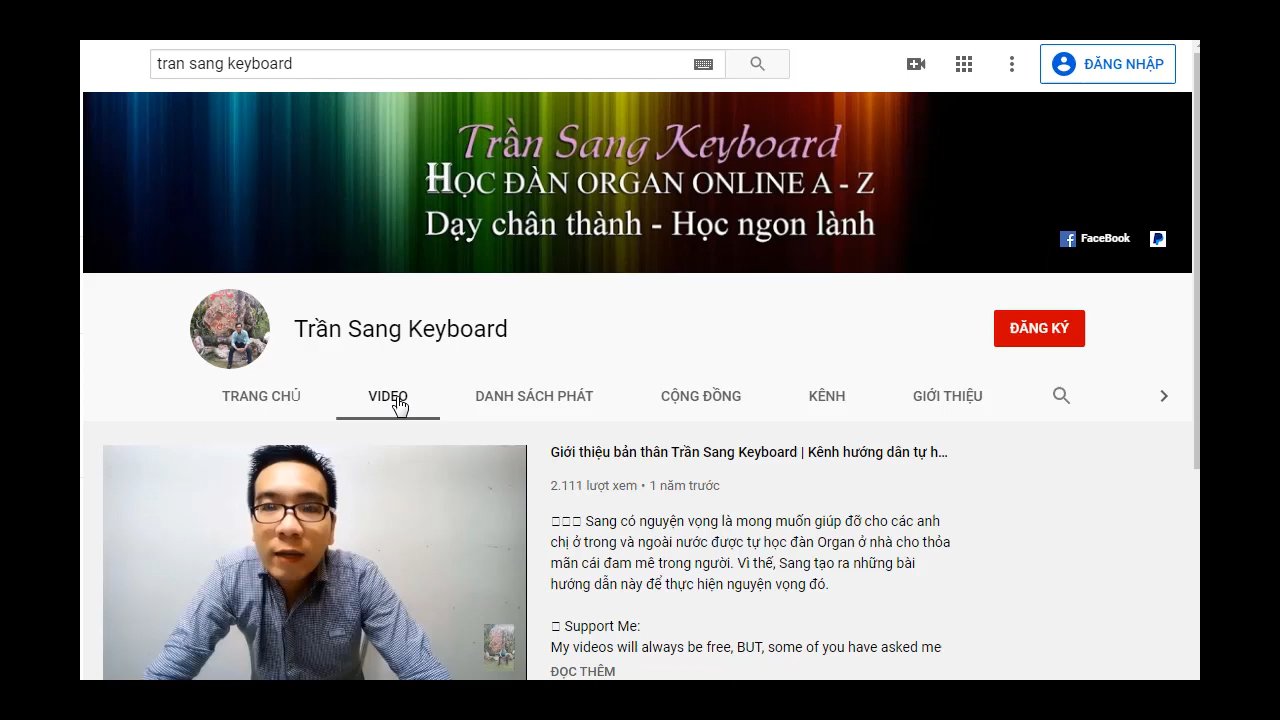 tran sang keyboard
ĐĂNG NHẬP
Trần Sang Keyboard
HỌC ĐÀN ORGAN ONLINE A - Z
Dạy chân thành - Học ngon lành
FaceBook
Trần Sang Keyboard
ĐĂNG KÝ
TRANG CHỦ
VIDEO
DANH SÁCH PHÁT
CỘNG ĐỒNG
KÊNH
GIỚI THIỆU
Giới thiệu bản thân Trần Sang Keyboard | Kênh hướng dẫn tự h...
2.111 lượt xem • 1 năm trước
Sang có nguyện vọng là mong muốn giúp đỡ cho các anh
chị ở trong và ngoài nước được tự học đàn Organ ở nhà cho thỏa
mãn cái đam mê trong người. Vì thế, Sang tạo ra những bài
hướng dẫn này để thực hiện nguyện vọng đó.
Support Me:
My videos will always be free, BUT, some of you have asked me
ĐỌC THÊM